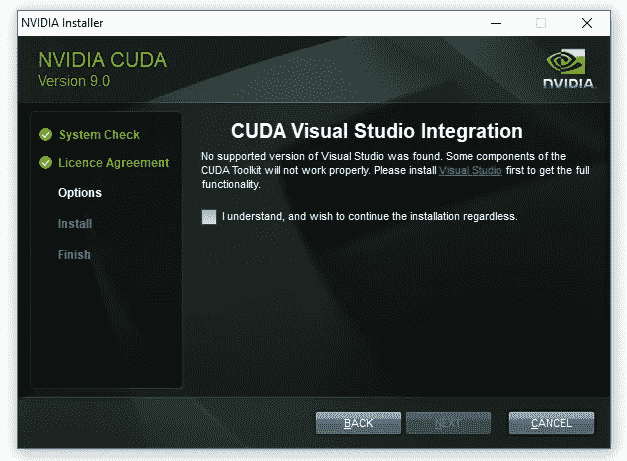 NVIDIA Installer
NVIDIA CUDA
Version 9.0
NVIDIA.
System Check
Licence Agreement
Options
Install
Finish
CUDA Visual Studio Integration
No supported version of Visual Studio was found. Some components of the
CUDA Toolkit will not work properly. Please install Visual Studio first to get the full
functionality.
I understand, and wish to continue the installation regardless.
BACK
NEXT
CANCEL